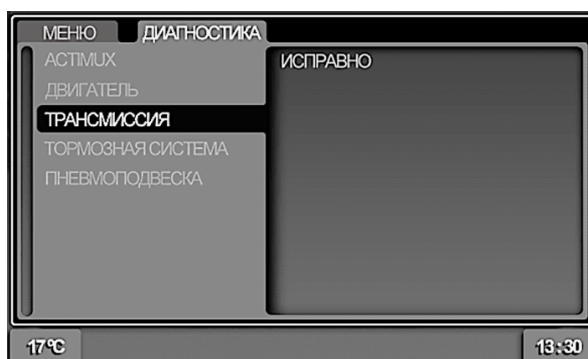 МЕНЮ ДИАГНОСТИКА
ACTIMUX
ДВИГАТЕЛЬ
ТРАНСМИССИЯ
ТОРМОЗНАЯ СИСТЕМА
ПНЕВМОПОДВЕСКА
ИСПРАВНО
17°C 13:30